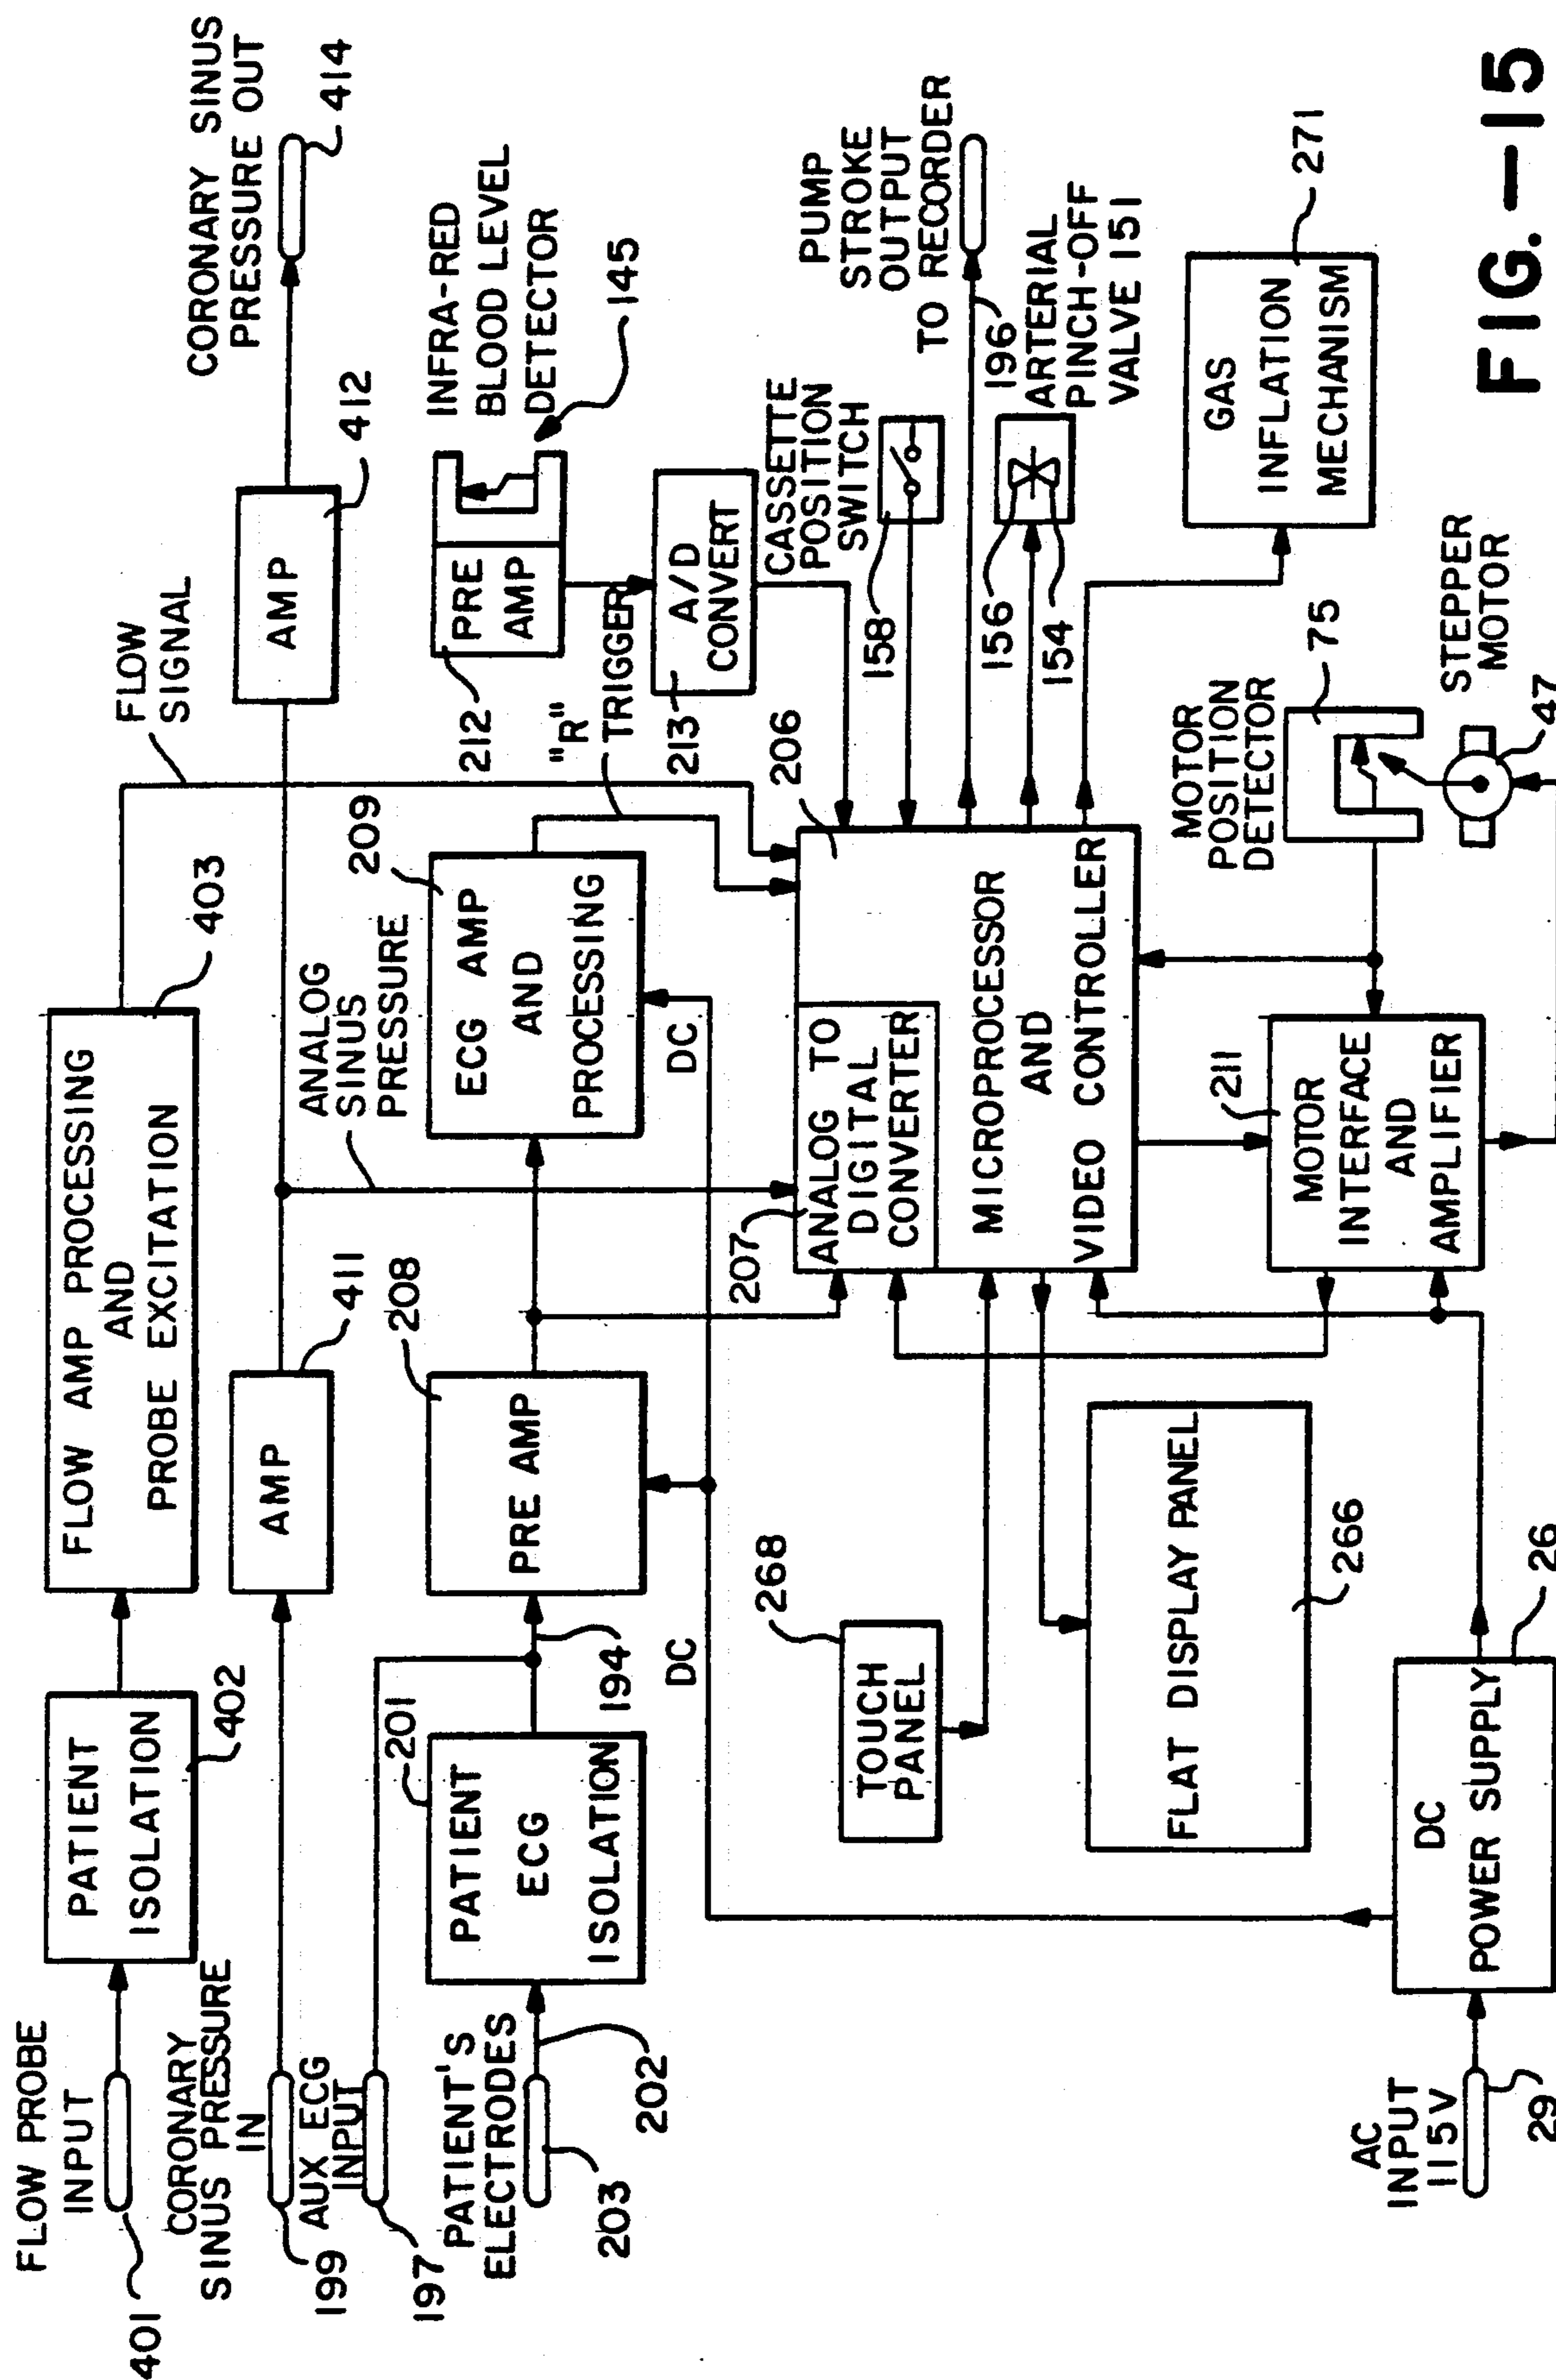 FLOW PROBE
INPUT
401
PATIENT
ISOLATION
402
FLOW AMP PROCESSING
AND
PROBE EXCITATION
403
FLOW
SIGNAL
CORONARY
SINUS PRESSURE
IN
199
AMP
411
ANALOG
SINUS
PRESSURE
AMP
412
CORONARY SINUS
PRESSURE OUT
414
AUX ECG
INPUT
197
PATIENT'S
ELECTRODES
203
202
201
PATIENT
ECG
ISOLATION
194
208
PRE AMP
209
ECG AMP
AND
PROCESSING
DC
DC
"R"
TRIGGER
212
PRE
AMP
INFRA-RED
BLOOD LEVEL
DETECTOR
145
213
A/D
CONVERT
CASSETTE
POSITION
SWITCH
158
PUMP
STROKE
OUTPUT
TO RECORDER
196
ARTERIAL
PINCH-OFF
VALVE 151
156
154
206
207
ANALOG TO
DIGITAL
CONVERTER
MICROPROCESSOR
AND
VIDEO CONTROLLER
268
TOUCH
PANEL
FLAT DISPLAY PANEL
266
GAS
INFLATION
MECHANISM
271
MOTOR
POSITION
DETECTOR
75
STEPPER
MOTOR
47
211
MOTOR
INTERFACE
AND
AMPLIFIER
AC
INPUT
115V
29
DC
POWER SUPPLY
26
FIG.-15